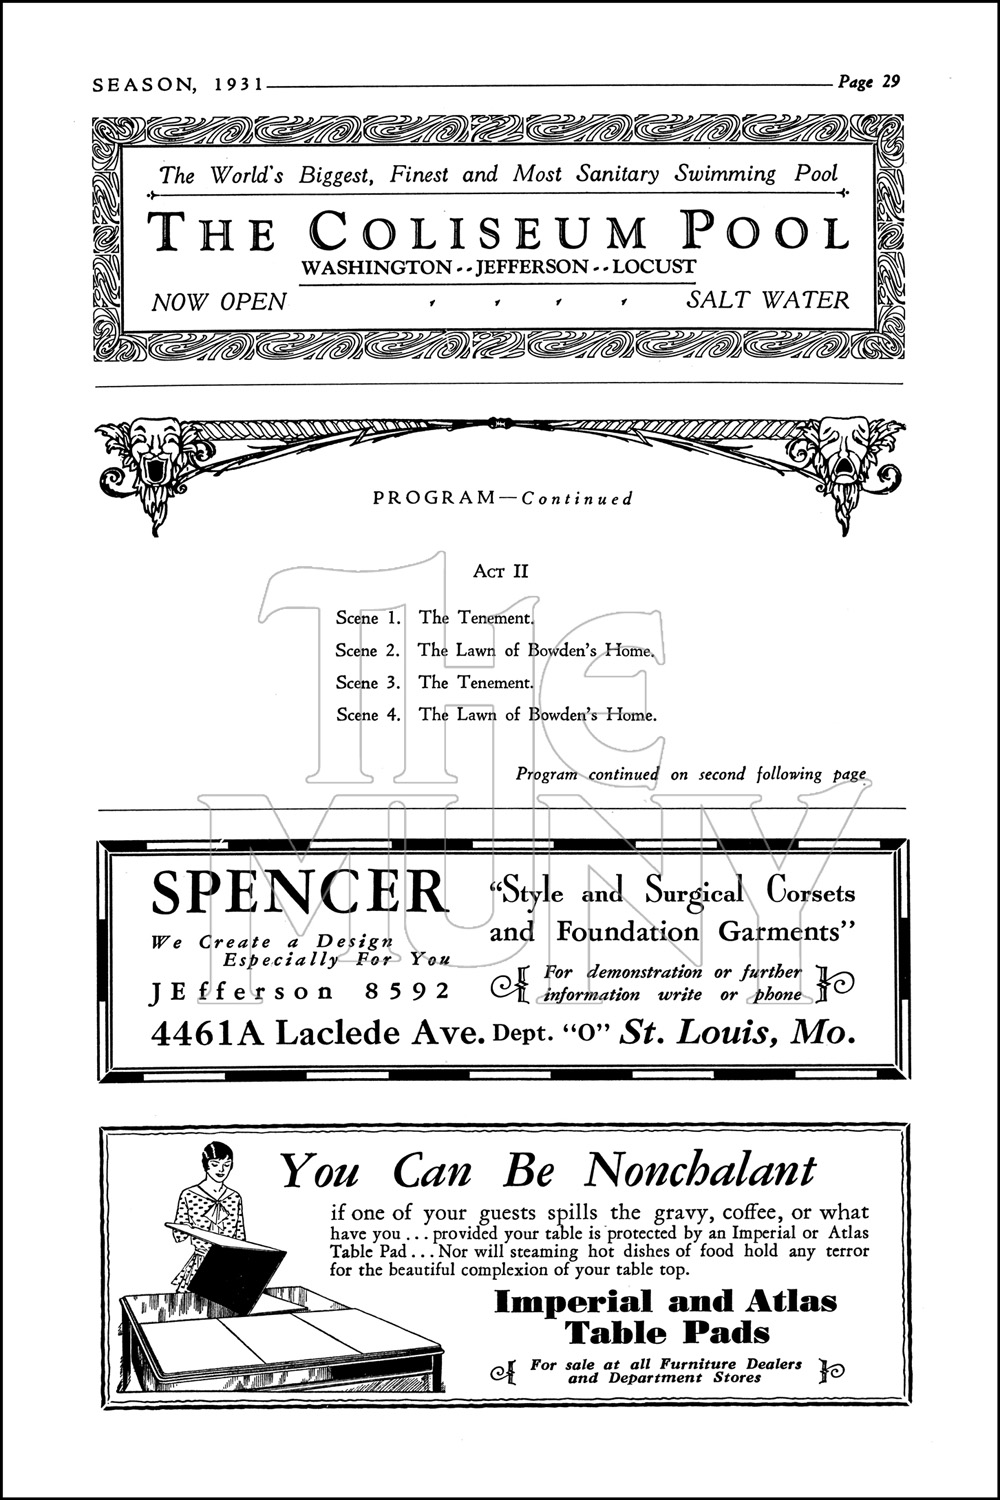 SEASON, 1931 Page 29
The World's Biggest, Finest and Most Sanitary Swimming Pool
THE COLISEUM POOL
WASHINGTON--JEFFERSON--LOCUST
NOW OPEN SALT WATER
PROGRAM—Continued
ACT II
Scene 1. The Tenement.
Scene 2. The Lawn of Bowden's Home.
Scene 3. The Tenement.
Scene 4. The Lawn of Bowden's Home.
Program continued on second following page
THE
MUNY
SPENCER
We Create a Design
Especially For You
JEfferson 8592
"Style and Surgical Corsets
and Foundation Garments"
For demonstration or further
information write or phone
4461A Laclede Ave. Dept. "O" St. Louis, Mo.
You Can Be Nonchalant
if one of your guests spills the gravy, coffee, or what
have you . . . provided your table is protected by an Imperial or Atlas
Table Pad . . . Nor will steaming hot dishes of food hold any terror
for the beautiful complexion of your table top.
Imperial and Atlas
Table Pads
For sale at all Furniture Dealers
and Department Stores